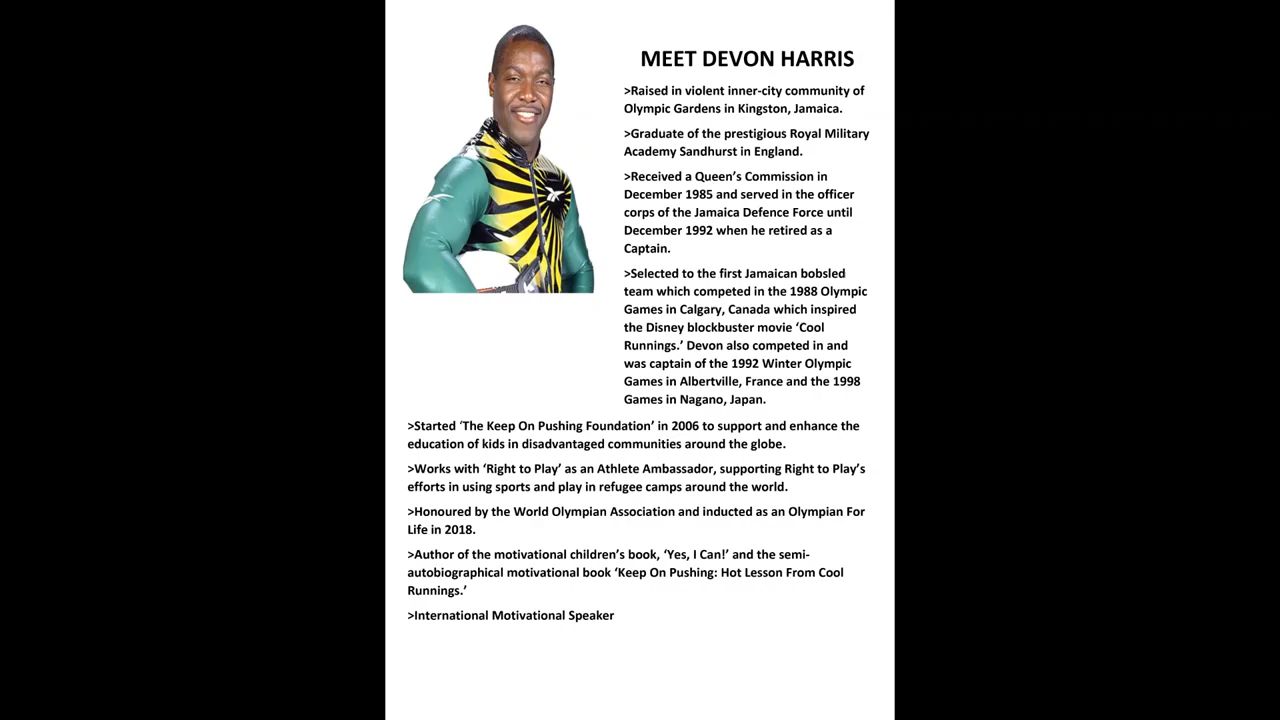 MEET DEVON HARRIS
>Raised in violent inner-city community of
Olympic Gardens in Kingston, Jamaica.
>Graduate of the prestigious Royal Military
Academy Sandhurst in England.
>Received a Queen’s Commission in
December 1985 and served in the officer
corps of the Jamaica Defence Force until
December 1992 when he retired as a
Captain.
>Selected to the first Jamaican bobsled
team which competed in the 1988 Olympic
Games in Calgary, Canada which inspired
the Disney blockbuster movie ‘Cool
Runnings.’ Devon also competed in and
was captain of the 1992 Winter Olympic
Games in Albertville, France and the 1998
Games in Nagano, Japan.
>Started ‘The Keep On Pushing Foundation’ in 2006 to support and enhance the
education of kids in disadvantaged communities around the globe.
>Works with ‘Right to Play’ as an Athlete Ambassador, supporting Right to Play’s
efforts in using sports and play in refugee camps around the world.
>Honoured by the World Olympian Association and inducted as an Olympian For
Life in 2018.
>Author of the motivational children’s book, ‘Yes, I Can!’ and the semi-
autobiographical motivational book ‘Keep On Pushing: Hot Lesson From Cool
Runnings.’
>International Motivational Speaker